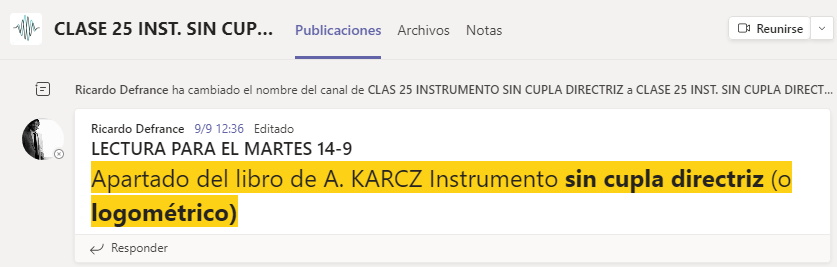 CLASE 25 INST. SIN CUP...
Publicaciones Archivos Notas
Reunirse
Ricardo Defrance ha cambiado el nombre del canal de CLAS 25 INSTRUMENTO SIN CUPLA DIRECTRIZ a CLASE 25 INST. SIN CUPLA DIRECT...
Ricardo Defrance 9/9 12:36 Editado
LECTURA PARA EL MARTES 14-9
Apartado del libro de A. KARCZ Instrumento sin cupla directriz (o
logométrico)
Responder